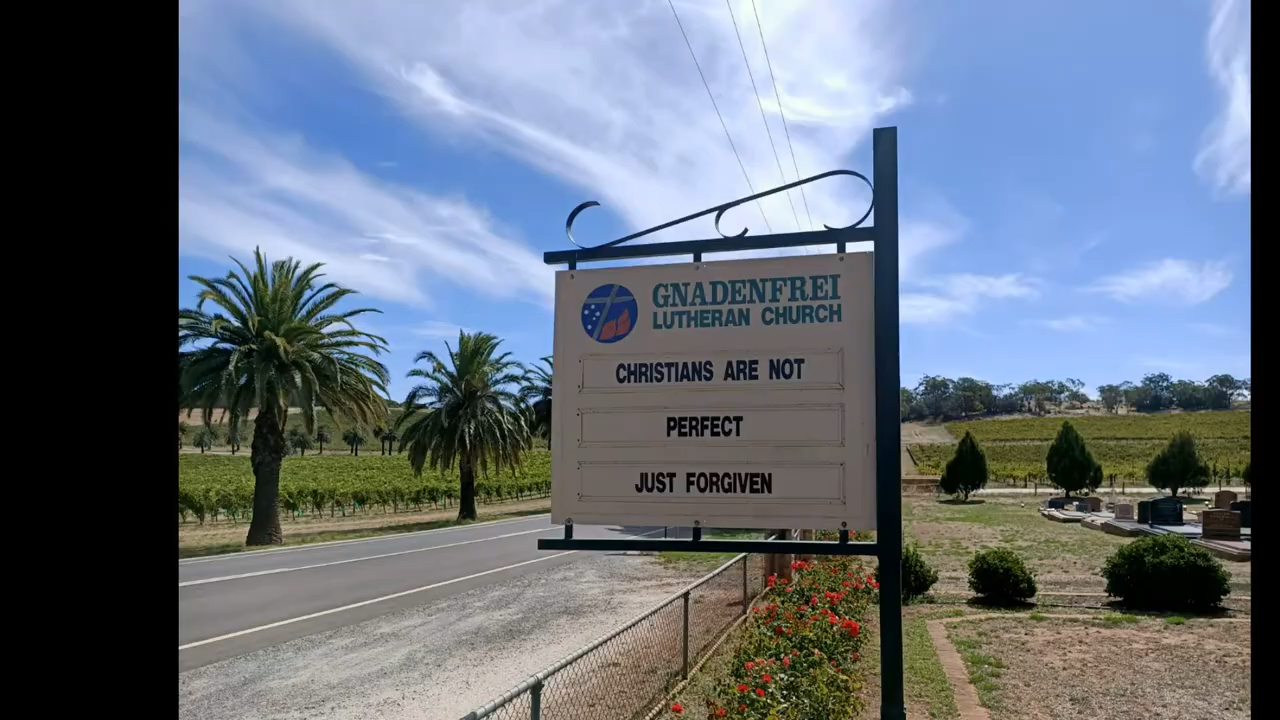 GNADENFREI
LUTHERAN CHURCH
CHRISTIANS ARE NOT
PERFECT
JUST FORGIVEN